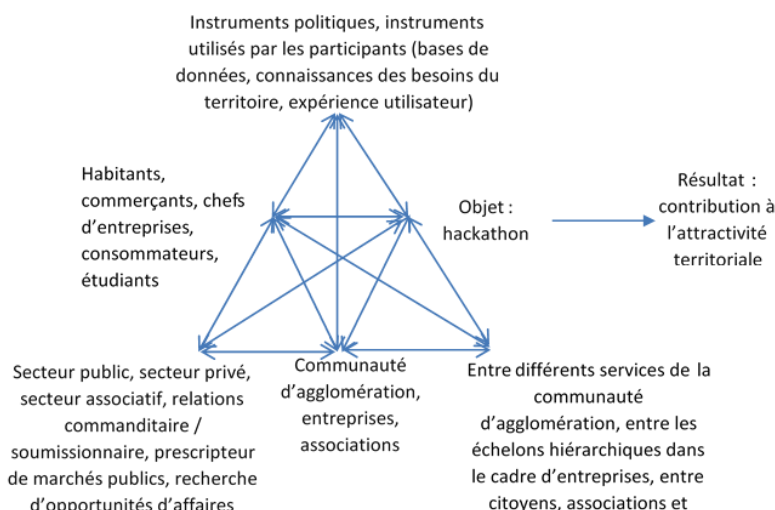 Instruments politiques, instruments
utilisés par les participants (bases de
données, connaissances des besoins du
territoire, expérience utilisateur)
Habitants,
commerçants, chefs
d’entreprises,
consommateurs,
étudiants
Objet :
hackathon
Résultat :
contribution à
l’attractivité
territoriale
Secteur public, secteur privé,
secteur associatif, relations
commanditaire /
soumissionnaire, prescripteur
de marchés publics, recherche
d’opportunités d’affaires
Communauté
d’agglomération,
entreprises,
associations
Entre différents services de la
communauté
d’agglomération, entre les
échelons hiérarchiques dans
le cadre d’entreprises, entre
citoyens, associations et